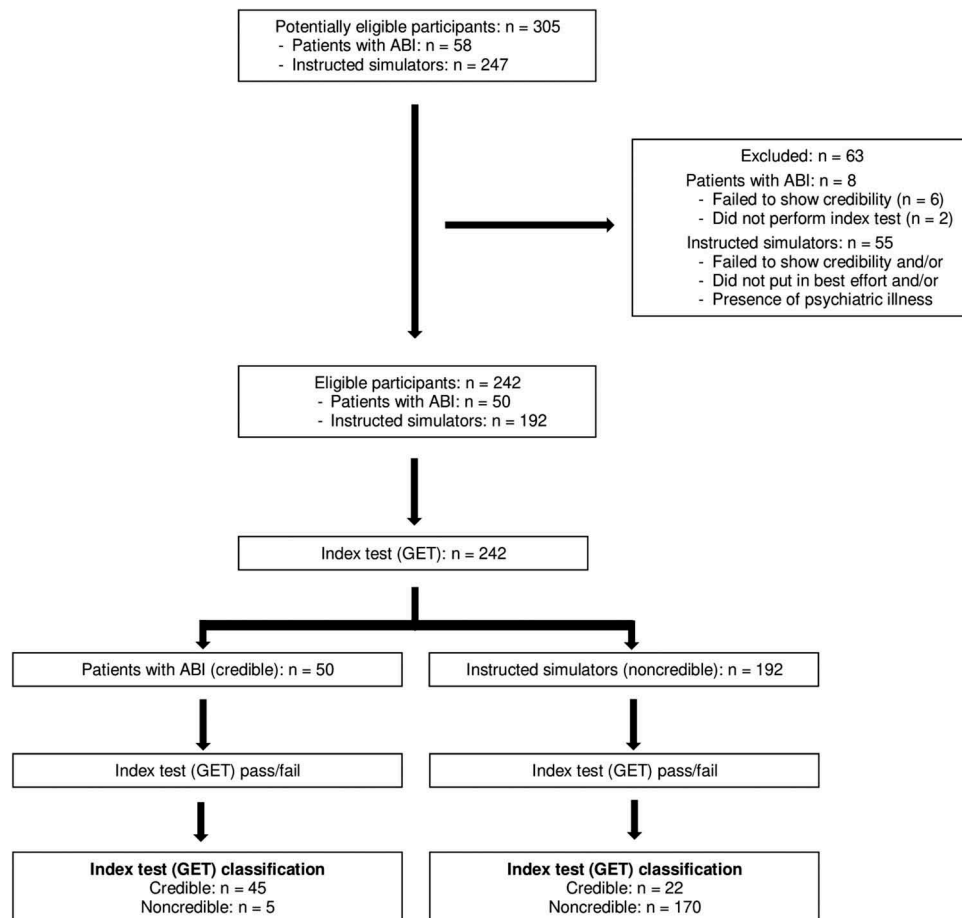 Potentially eligible participants: n = 305
- Patients with ABI: n = 58
- Instructed simulators: n = 247
Excluded: n = 63
Patients with ABI: n = 8
- Failed to show credibility (n = 6)
- Did not perform index test (n = 2)
Instructed simulators: n = 55
- Failed to show credibility and/or
- Did not put in best effort and/or
- Presence of psychiatric illness
Eligible participants: n = 242
- Patients with ABI: n = 50
- Instructed simulators: n = 192
Index test (GET): n = 242
Patients with ABI (credible): n = 50
Instructed simulators (noncredible): n = 192
Index test (GET) pass/fail
Index test (GET) pass/fail
Index test (GET) classification
Credible: n = 45
Noncredible: n = 5
Index test (GET) classification
Credible: n = 22
Noncredible: n = 170